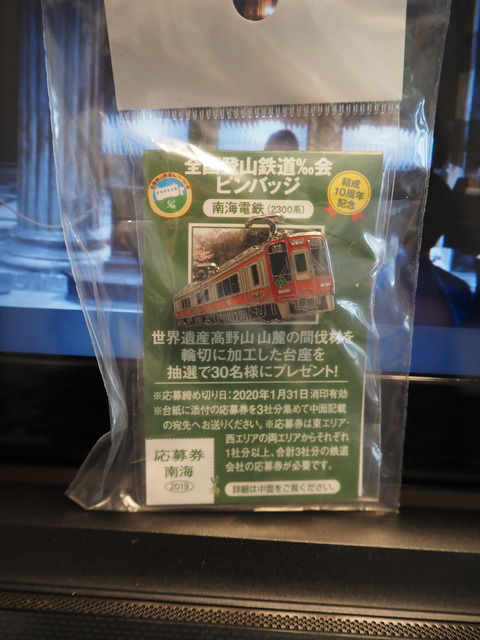 全国登山鉄道‰会
ピンバッジ
結成
10周年
記念
南海電鉄(2300系)
世界遺産高野山山麓の間伐材を
輪切に加工した台座を
抽選で30名様にプレゼント!
※応募締め切り日:2020年1月31日消印有効
※台紙に添付の応募券を3社分集めて中面記載
の宛先へお送りください。※応募券は東エリア・
西エリアの両エリアからそれぞれ
1社分以上、合計3社分の鉄道
会社の応募券が必要です。
応募券
南海
2019
詳細は中面をご覧ください。